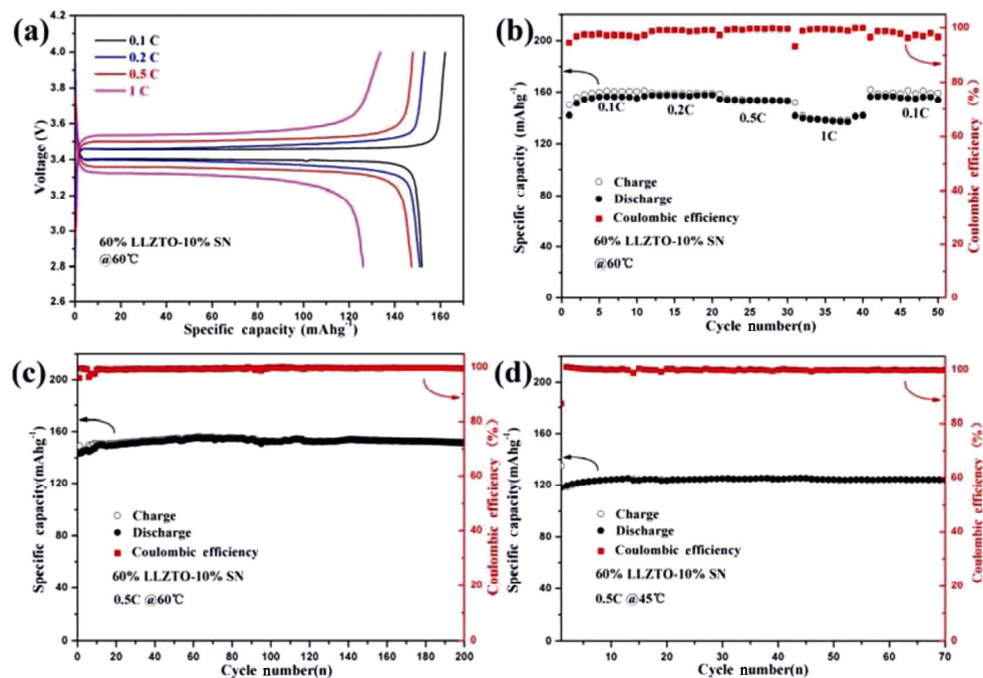 (a)
0.1 C
0.2 C
0.5 C
1 C
4.2
4.0
3.8
3.6
3.4
3.2
3.0
2.8
2.6
Voltage (V)
60% LLZTO-10% SN
@60℃
0 20 40 60 80 100 120 140 160
Specific capacity (mAhg⁻¹)
(b)
200
160
120
80
40
0
Specific capacity (mAhg⁻¹)
0.1C
0.2C
0.5C
1C
0.1C
Charge
Discharge
Coulombic efficiency
60% LLZTO-10% SN
@60℃
100
80
60
40
20
0
Coulombic efficiency (%)
0 5 10 15 20 25 30 35 40 45 50
Cycle number(n)
(c)
200
160
120
80
40
0
Specific capacity(mAhg⁻¹)
Charge
Discharge
Coulombic efficiency
60% LLZTO-10% SN
0.5C @60℃
100
80
60
40
20
0
Coulombic efficiency (%)
0 20 40 60 80 100 120 140 160 180 200
Cycle number(n)
(d)
200
160
120
80
40
0
Specific capacity(mAhg⁻¹)
Charge
Discharge
Coulombic efficiency
60% LLZTO-10% SN
0.5C @45℃
100
80
60
40
20
0
Coulombic efficiency (%)
10 20 30 40 50 60 70
Cycle number(n)